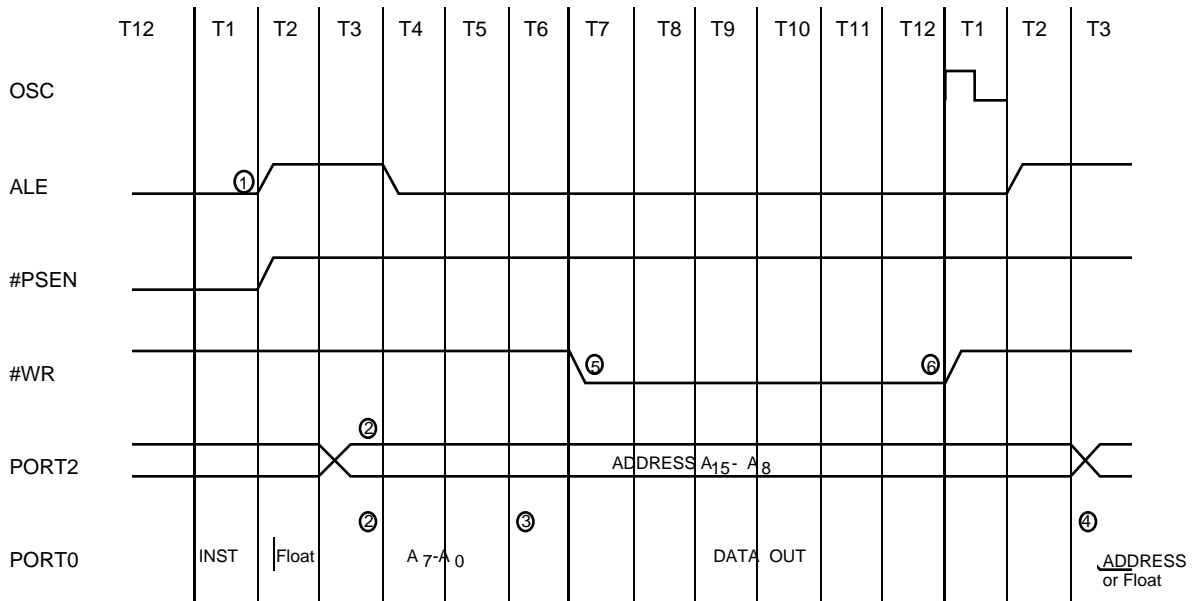 T12 T1 T2 T3 T4 T5 T6 T7 T8 T9 T10 T11 T12 T1 T2 T3
OSC
ALE
1
#PSEN
#WR
5
6
2
PORT2
ADDRESS A15- A8
2
3
4
PORT0
INST
Float
A7-A0
DATA OUT
ADDRESS
or Float